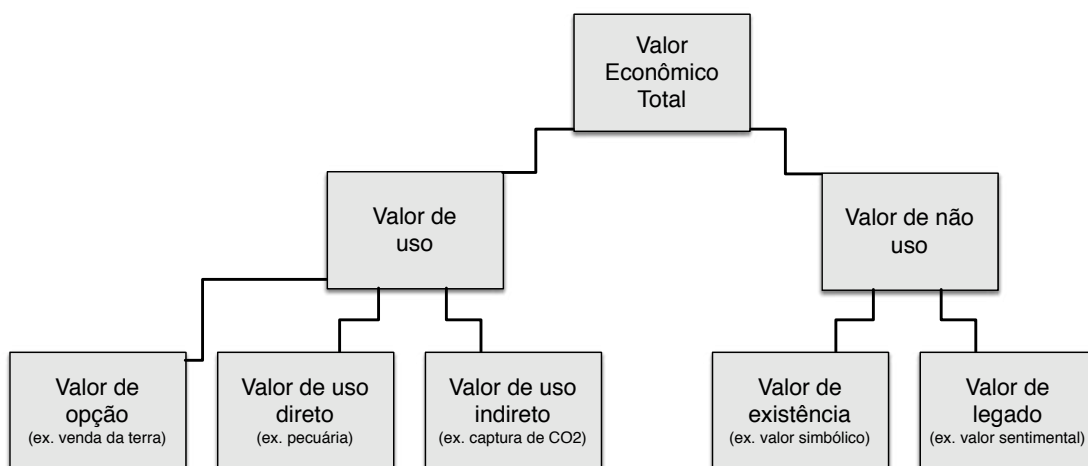 Valor
Econômico
Total
Valor de
uso
Valor de não
uso
Valor de
opção
(ex. venda da terra)
Valor de uso
direto
(ex. pecuária)
Valor de uso
indireto
(ex. captura de CO2)
Valor de
existência
(ex. valor simbólico)
Valor de
legado
(ex. valor sentimental)